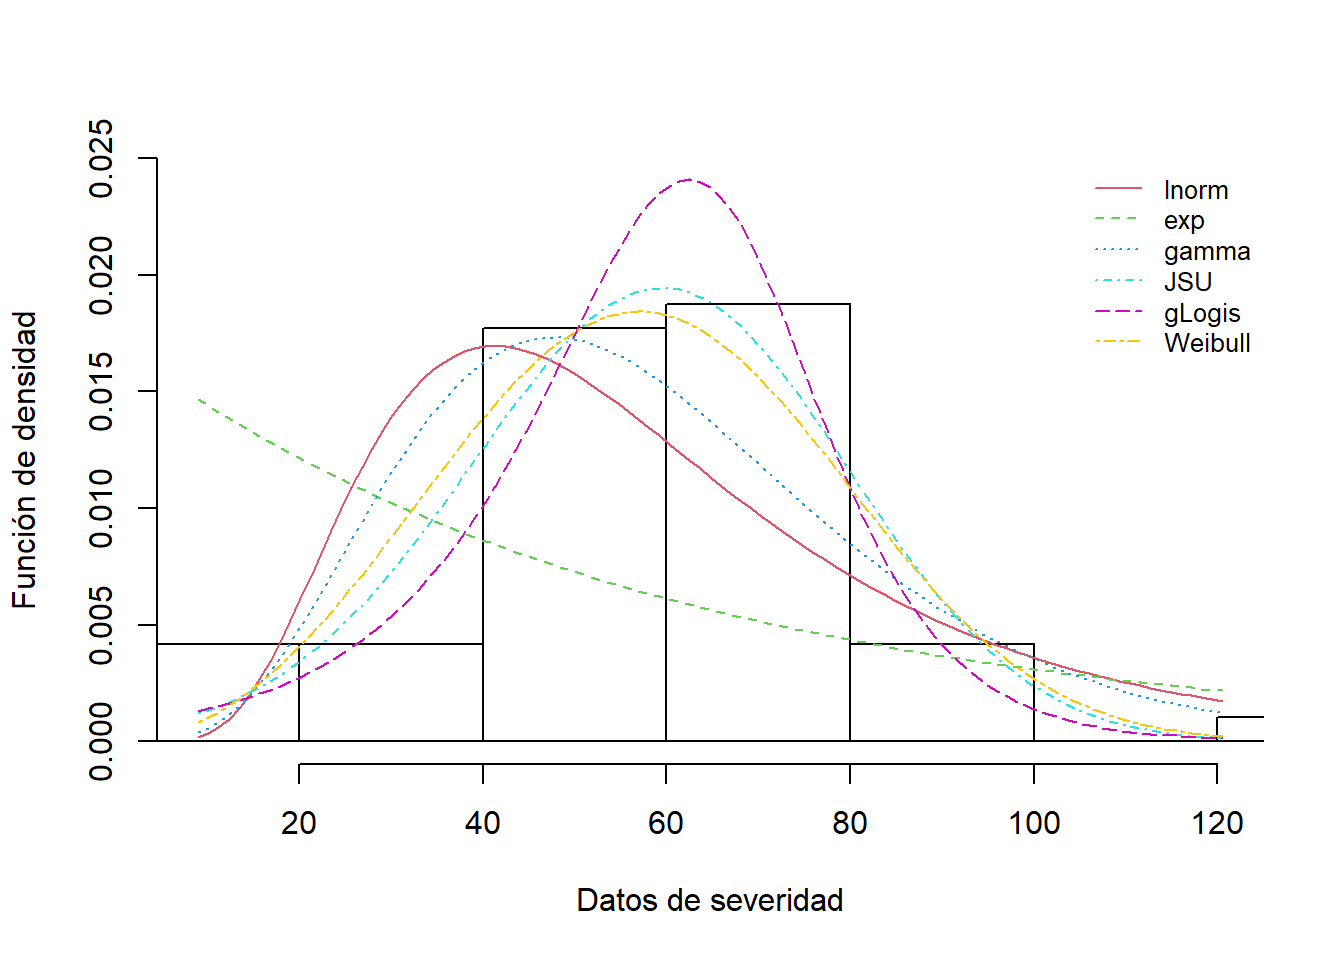 Función de densidad
0.025
0.020
0.015
0.010
0.005
0.000
lnorm
exp
gamma
JSU
gLogis
Weibull
20 40 60 80 100 120
Datos de severidad